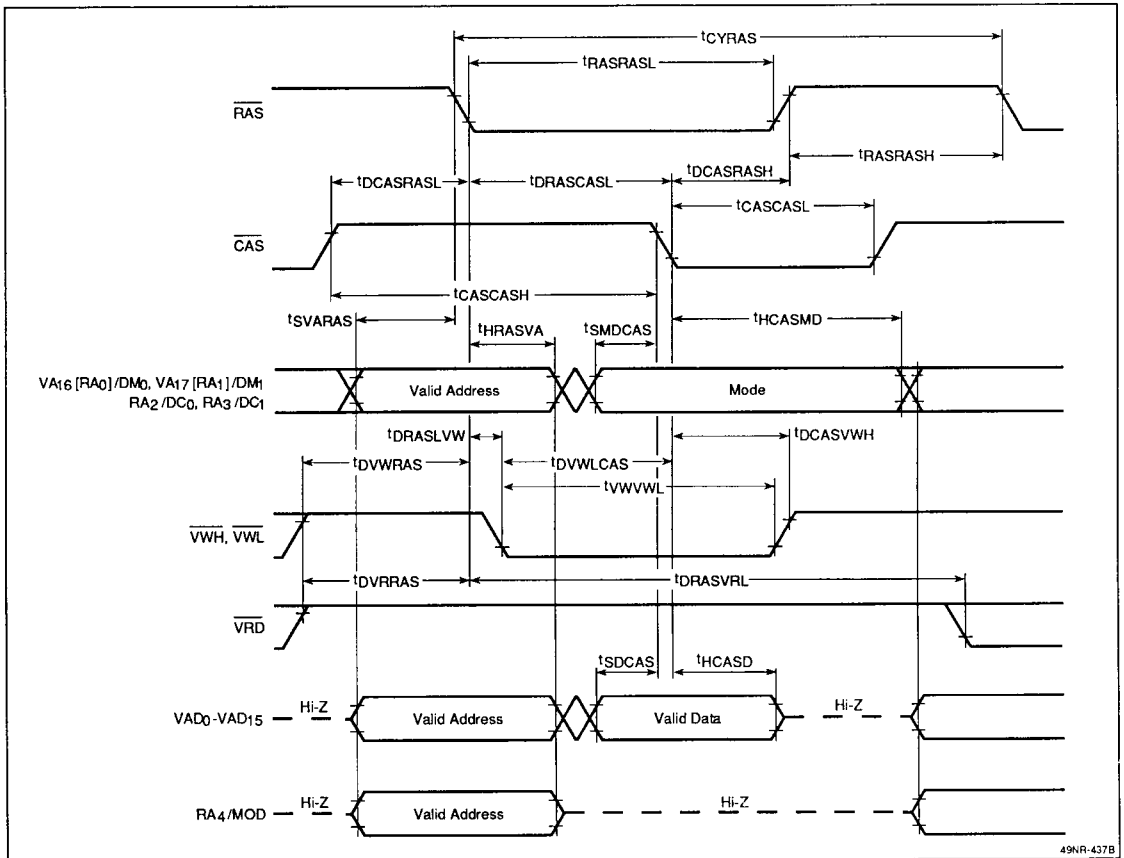 tCYRAS
tRASRASL
RAS
tRASRASH
tDCASRASL
tDRASCASL
tDCASRASH
tCASCASL
CAS
tCASCASH
tSVARAS
tHRASVA
tSMDCAS
tHCASMD
VA16 [RA0] /DM0, VA17 [RA1] /DM1
RA2 /DC0, RA3 /DC1
Valid Address
Mode
tDRASLVW
tDCASVWH
tDVWRAS
tDVWLCAS
tVWVWL
VWH, VWL
tDVRRAS
tDRASVRL
VRD
tSDCAS
tHCASD
VAD0-VAD15
Hi-Z
Valid Address
Valid Data
Hi-Z
RA4/MOD
Hi-Z
Valid Address
Hi-Z
49NR-437B